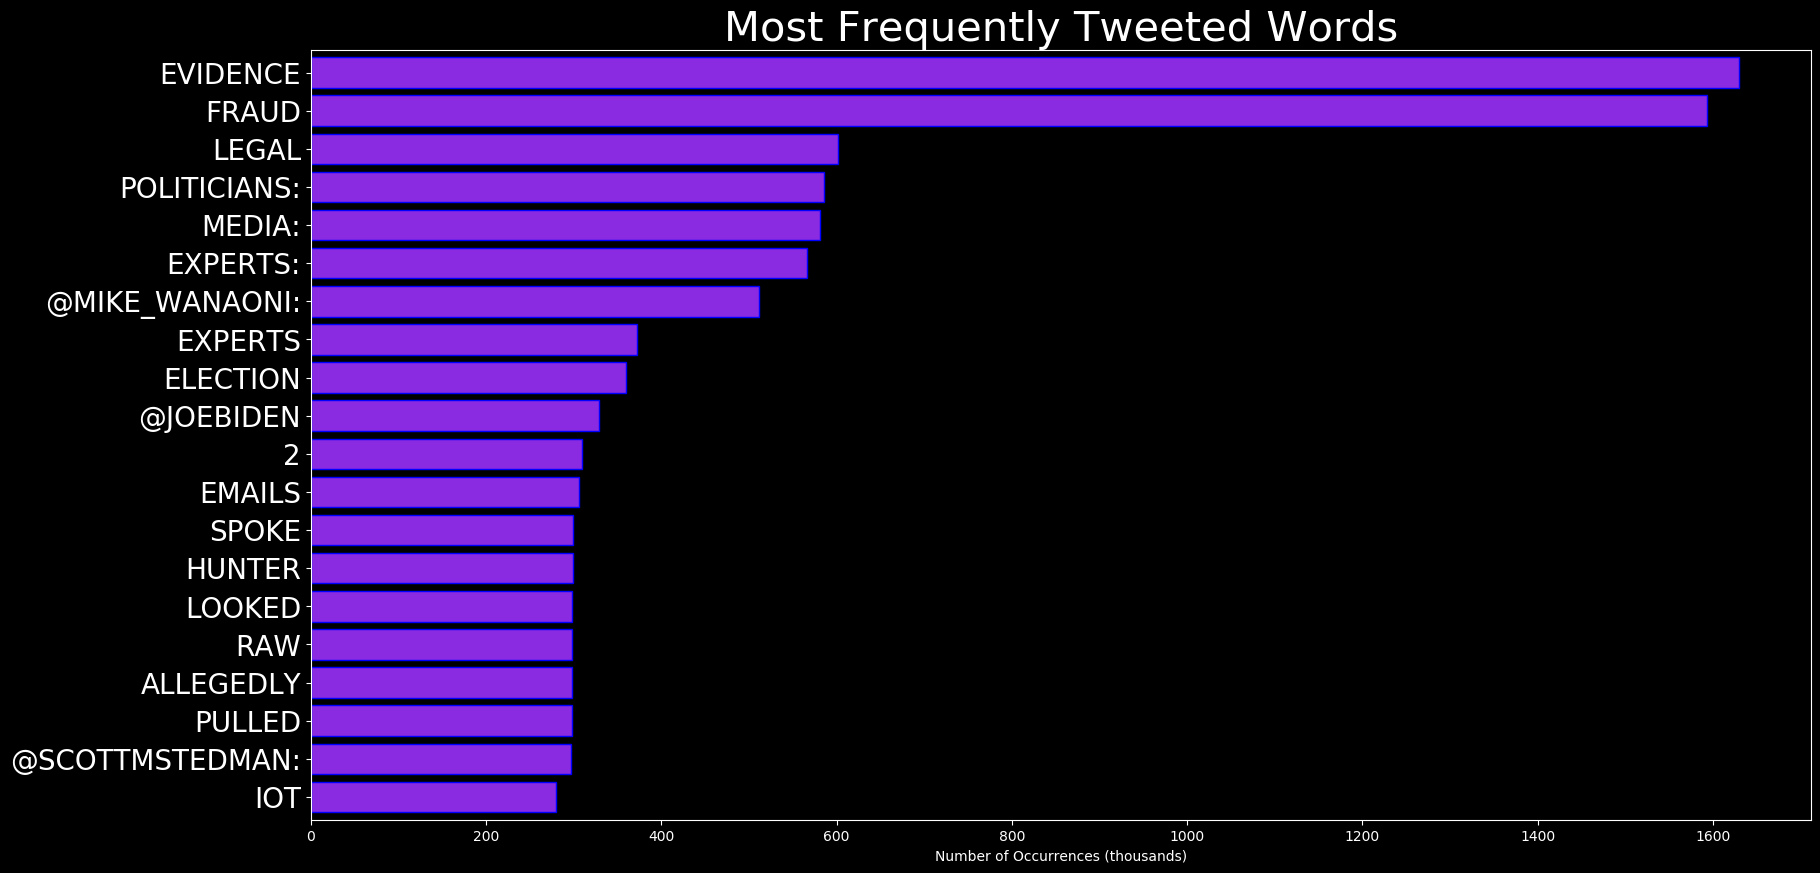 Most Frequently Tweeted Words
EVIDENCE
FRAUD
LEGAL
POLITICIANS:
MEDIA:
EXPERTS:
@MIKE_WANAONI:
EXPERTS
ELECTION
@JOEBIDEN
2
EMAILS
SPOKE
HUNTER
LOOKED
RAW
ALLEGEDLY
PULLED
@SCOTTMSTEDMAN:
IOT
0 200 400 600 800 1000 1200 1400 1600
Number of Occurrences (thousands)